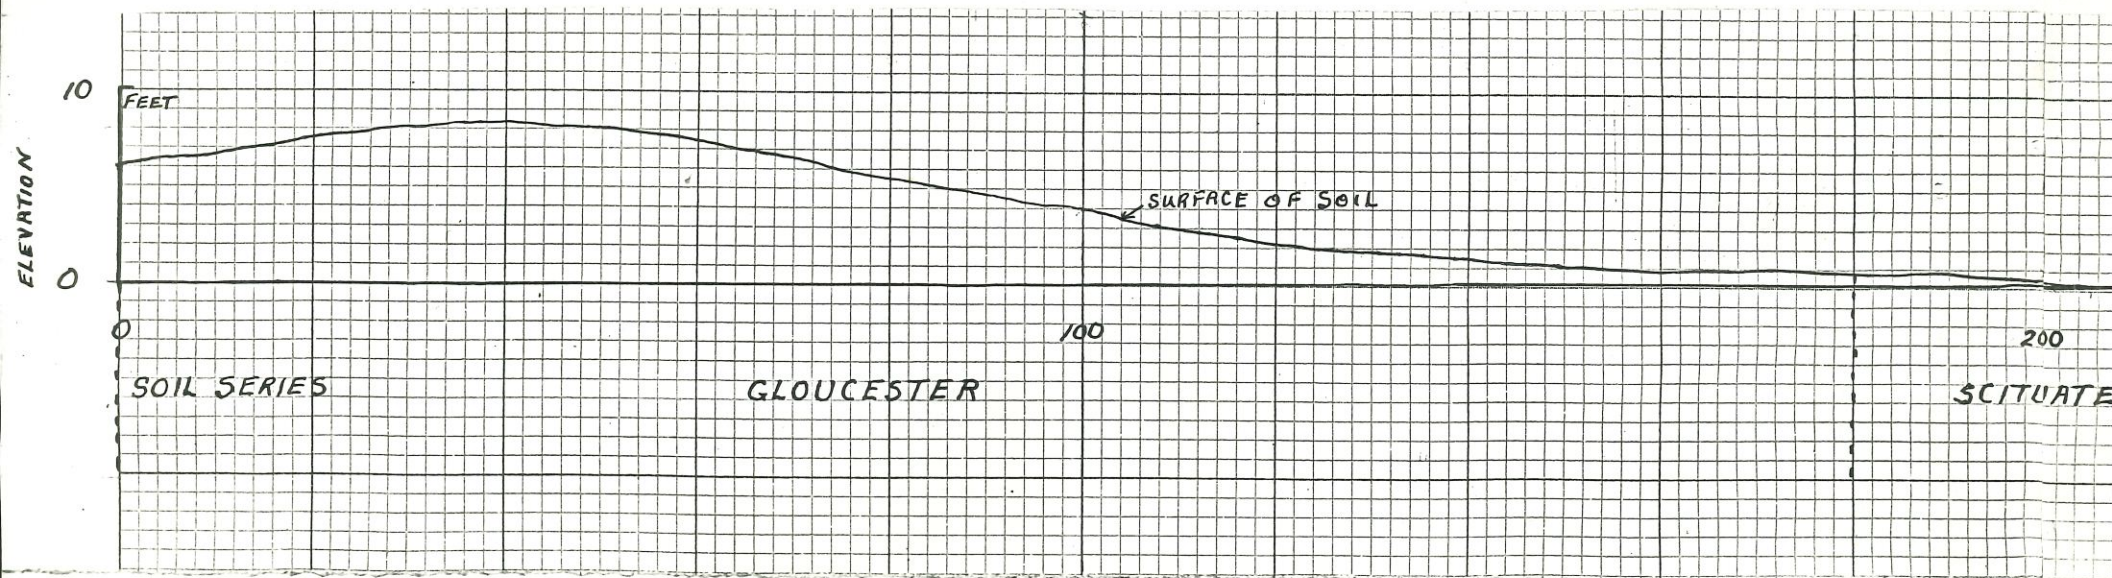 10
FEET
ELEVATION
SURFACE OF SOIL
0
0
100
200
SOIL SERIES
GLOUCESTER
SCITUATE